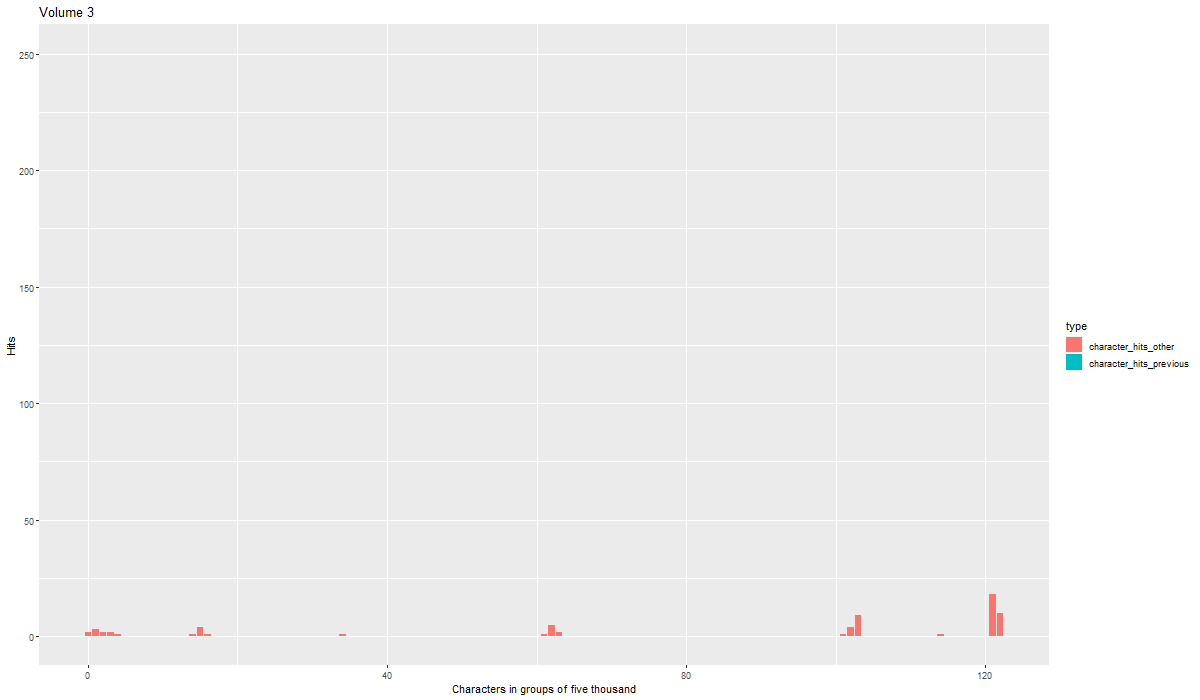 Volume 3
250
200
150
100
50
0
Hits
0 40 80 120
Characters in groups of five thousand
type
character_hits_other
character_hits_previous